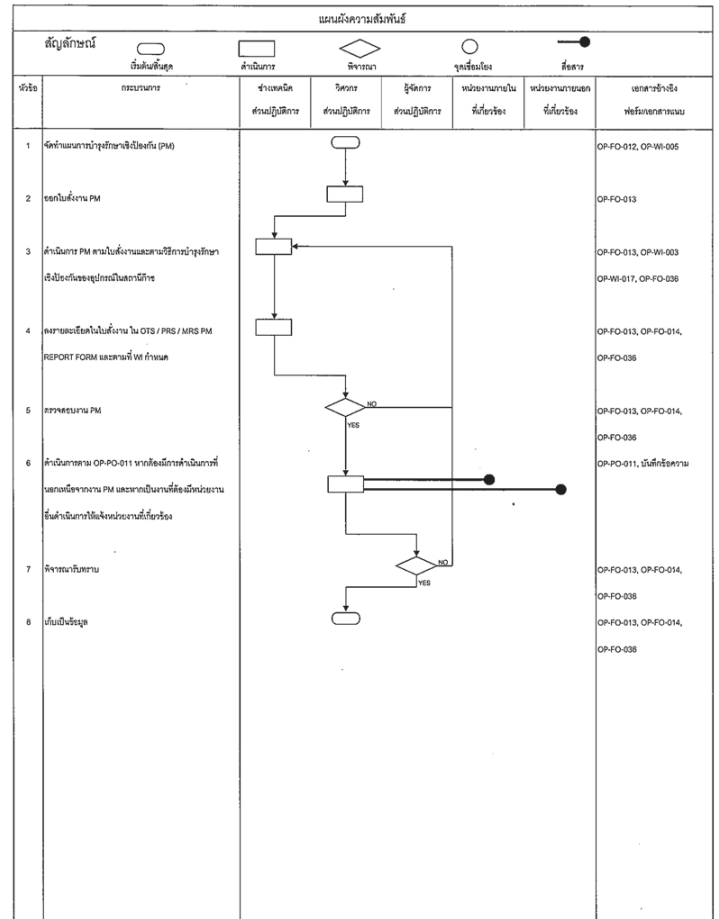 แผนผังความสัมพันธ์
สัญลักษณ์
เริ่มต้น/สิ้นสุด ดำเนินการ พิจารณา จุดเชื่อมโยง สื่อสาร
หัวข้อ กระบวนการ ช่างเทคนิค วิศวกร ผู้จัดการ หน่วยงานภายใน หน่วยงานภายนอก เอกสารอ้างอิง
ส่วนปฏิบัติการ ส่วนปฏิบัติการ ส่วนปฏิบัติการ ที่เกี่ยวข้อง ที่เกี่ยวข้อง ฟอร์ม/เอกสารแนบ
1 จัดทำแผนการบำรุงรักษาเชิงป้องกัน (PM) OP-FO-012, OP-WI-005
2 ออกใบสั่งงาน PM OP-FO-013
3 ดำเนินการ PM ตามใบสั่งงานและตามวิธีการบำรุงรักษา OP-FO-013, OP-WI-003
เชิงป้องกันของอุปกรณ์ในสถานีก๊าซ OP-WI-017, OP-FO-036
4 ลงรายละเอียดในใบสั่งงาน ใน OTS / PRS / MRS PM OP-FO-013, OP-FO-014,
REPORT FORM และตามที่ WI กำหนด OP-FO-036
NO
5 ตรวจสอบงาน PM OP-FO-013, OP-FO-014,
YES
OP-FO-036
6 ดำเนินการตาม OP-PO-011 หากต้องมีการดำเนินการที่ OP-PO-011, บันทึกข้อความ
นอกเหนือจากงาน PM และหากเป็นงานที่ต้องมีหน่วยงาน
อื่นดำเนินการให้แจ้งหน่วยงานที่เกี่ยวข้อง
NO
7 พิจารณารับทราบ OP-FO-013, OP-FO-014,
YES
OP-FO-036
8 เก็บเป็นข้อมูล OP-FO-013, OP-FO-014,
OP-FO-036